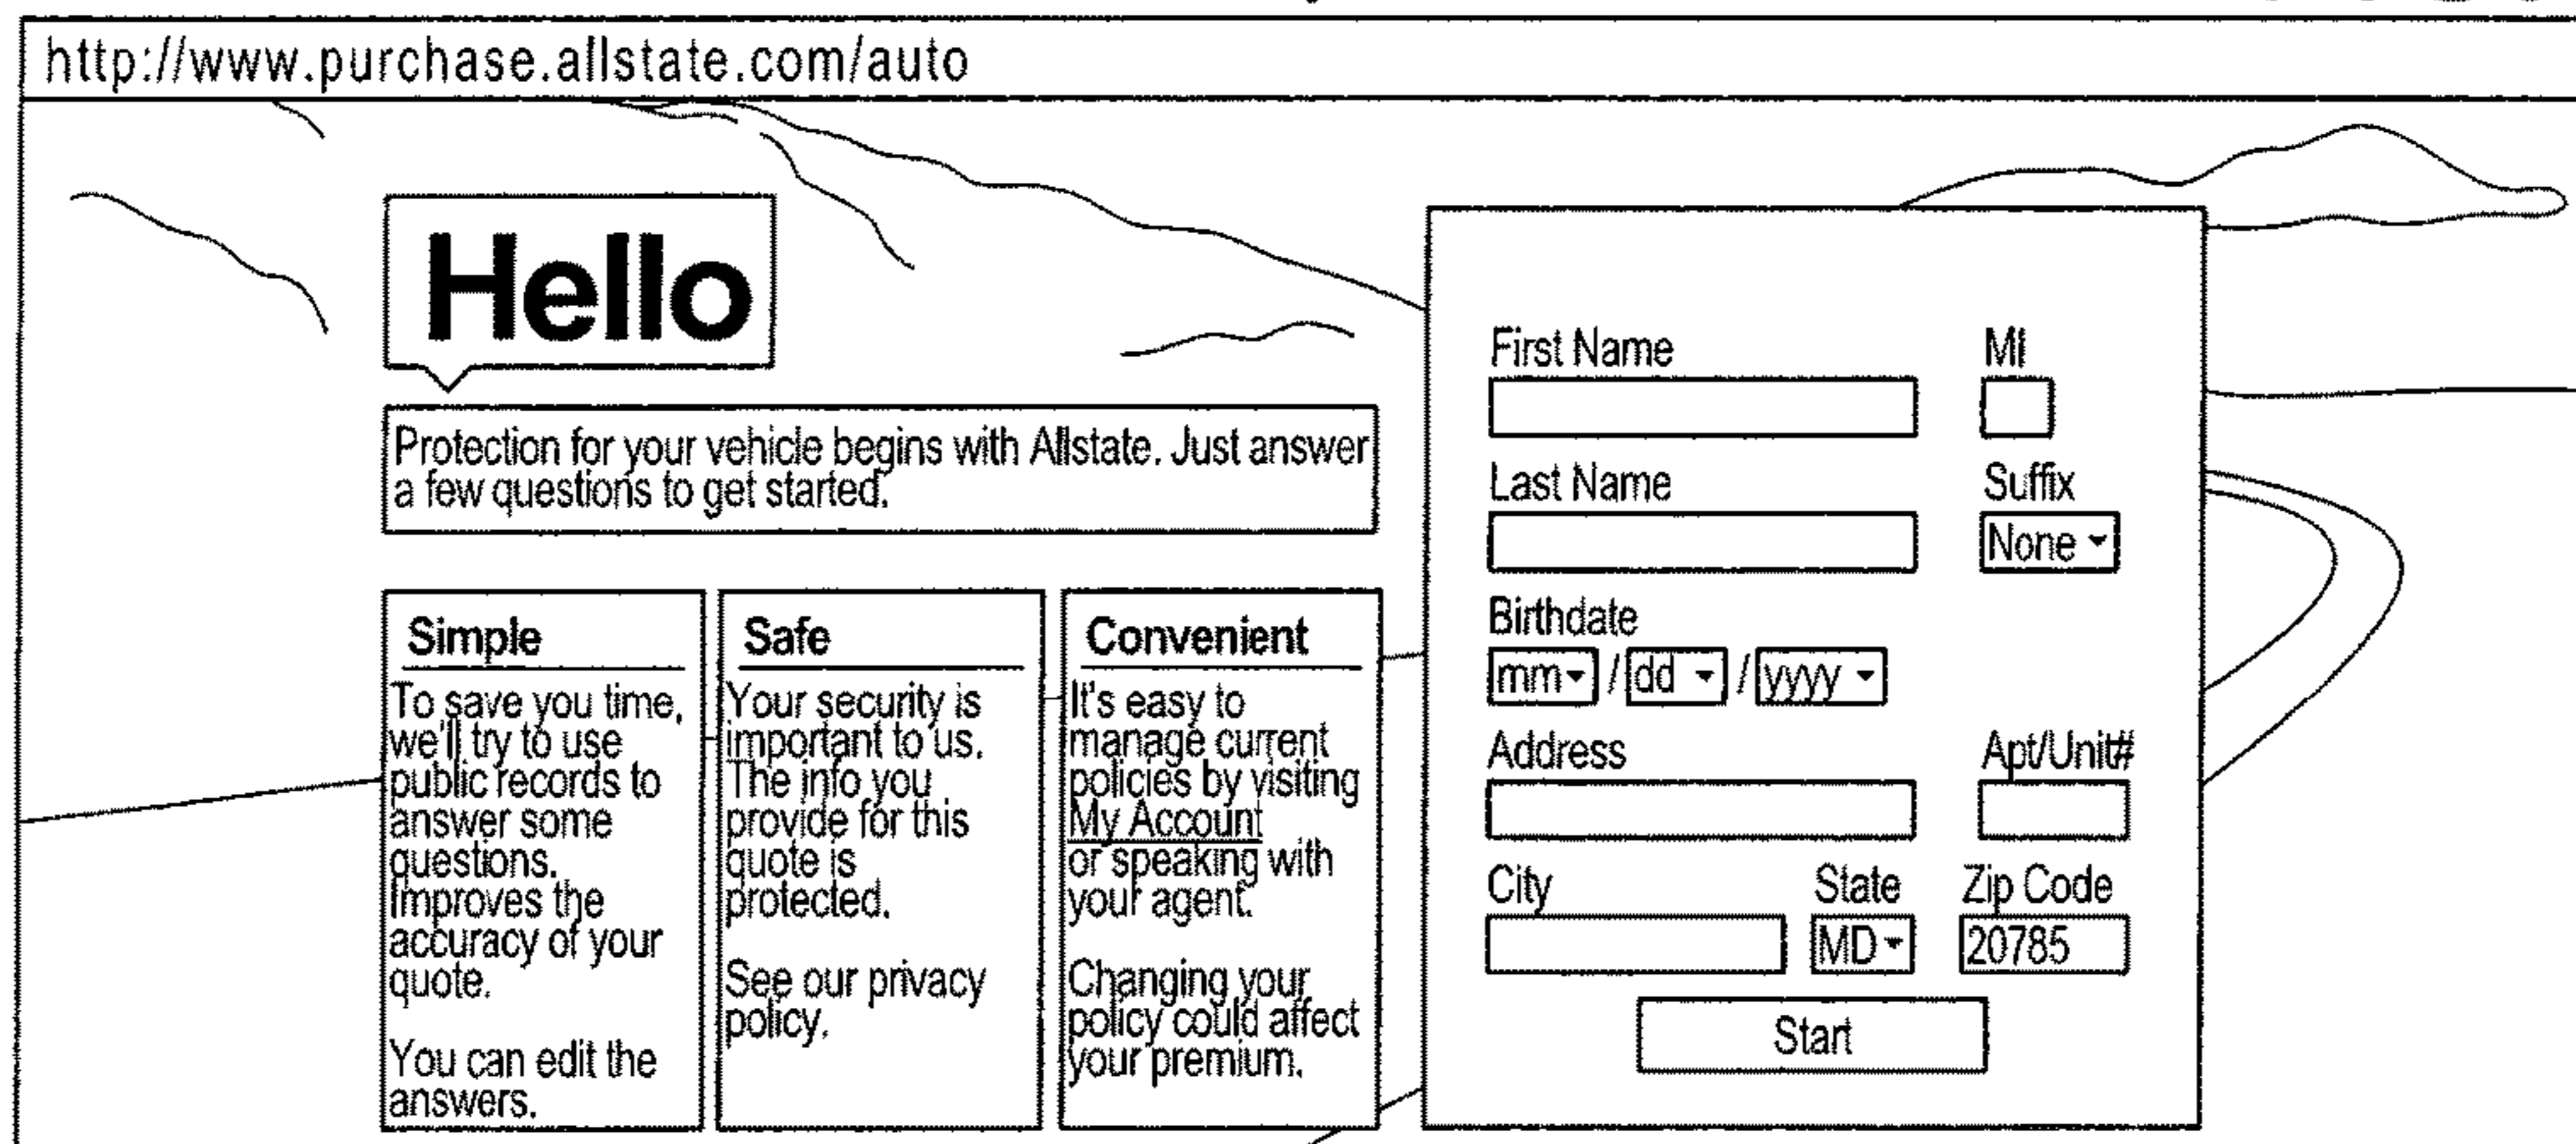 http://www.purchase.allstate.com/auto
Hello
Protection for your vehicle begins with Allstate. Just answer
a few questions to get started.
Simple
To save you time,
we'll try to use
public records to
answer some
questions.
Improves the
accuracy of your
quote.
You can edit the
answers.
Safe
Your security is
important to us.
The info you
provide for this
quote is
protected.
See our privacy
policy.
Convenient
It's easy to
manage current
policies by visiting
My Account
or speaking with
your agent.
Changing your
policy could affect
your premium.
First Name MI
Last Name Suffix
None
Birthdate
mm / dd / yyyy
Address Apt/Unit#
City State Zip Code
MD 20785
Start